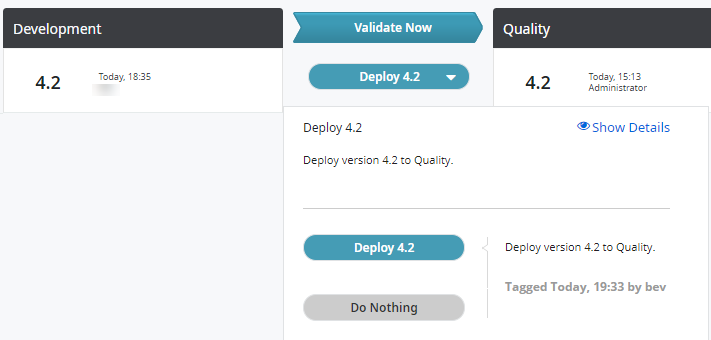 Development
Validate Now
Quality
4.2
Today, 18:35
Deploy 4.2
4.2
Today, 15:13
Administrator
Deploy 4.2
Show Details
Deploy version 4.2 to Quality.
Deploy 4.2
Deploy version 4.2 to Quality.
Tagged Today, 19:33 by bev
Do Nothing